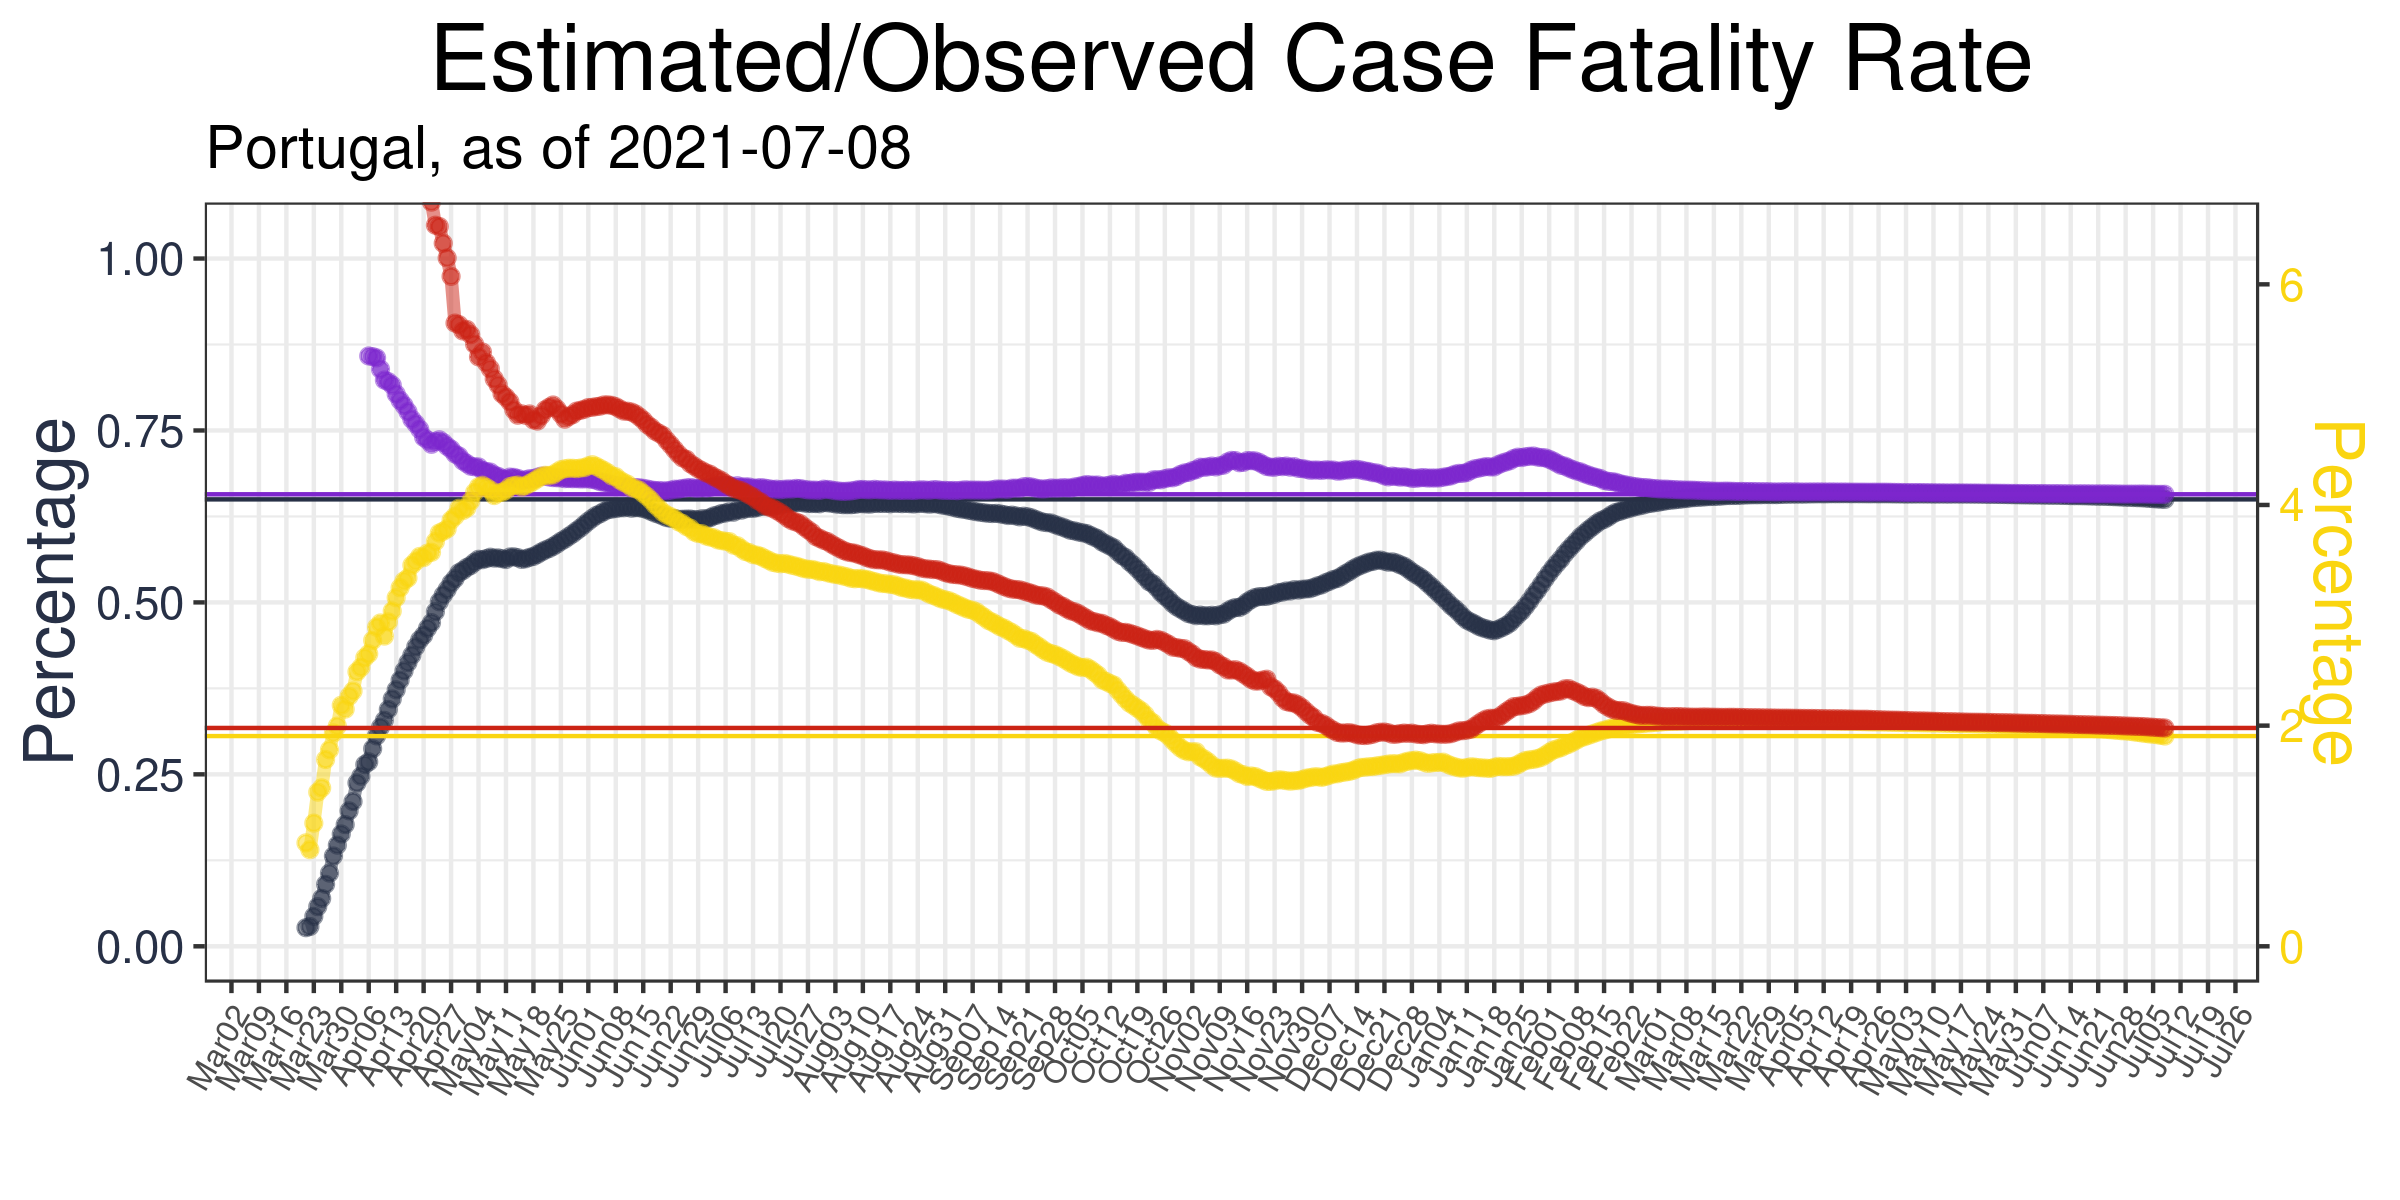 Estimated/Observed Case Fatality Rate
Portugal, as of 2021-07-08
Percentage
1.00
0.75
0.50
0.25
0.00
6
4
2
0
Percentage
Mar02
Mar09
Mar16
Mar23
Mar30
Apr06
Apr13
Apr20
Apr27
May04
May11
May18
May25
Jun01
Jun08
Jun15
Jun22
Jun29
Jul06
Jul13
Jul20
Jul27
Aug03
Aug10
Aug17
Aug24
Aug31
Sep07
Sep14
Sep21
Sep28
Oct05
Oct12
Oct19
Oct26
Nov02
Nov09
Nov16
Nov23
Nov30
Dec07
Dec14
Dec21
Dec28
Jan04
Jan11
Jan18
Jan25
Feb01
Feb08
Feb15
Feb22
Mar01
Mar08
Mar15
Mar22
Mar29
Apr05
Apr12
Apr19
Apr26
May03
May10
May17
May24
May31
Jun07
Jun14
Jun21
Jun28
Jul05
Jul12
Jul19
Jul26